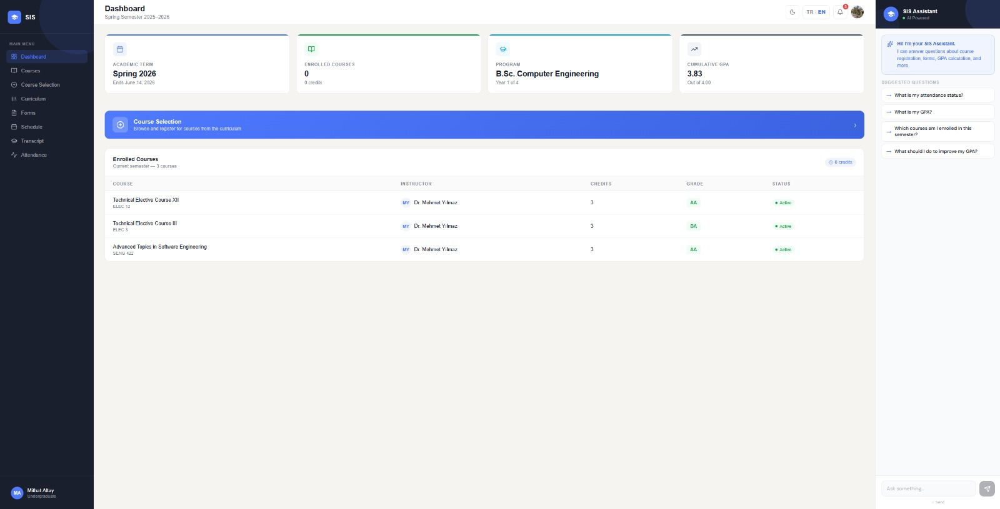 SIS
MAIN MENU
Dashboard
Courses
Course Selection
Curriculum
Forms
Schedule
Transcript
Attendance
MA
Mithat Altay
Undergraduate
Dashboard
Spring Semester 2025–2026
TR / EN
3
ACADEMIC TERM
Spring 2026
Ends June 14, 2026
ENROLLED COURSES
0
0 credits
PROGRAM
B.Sc. Computer Engineering
Year 1 of 4
CUMULATIVE GPA
3.83
Out of 4.00
Course Selection
Browse and register for courses from the curriculum
Enrolled Courses
Current semester — 3 courses
0 credits
COURSE INSTRUCTOR CREDITS GRADE STATUS
Technical Elective Course XII
ELEC 12
MY Dr. Mehmet Yılmaz 3 AA Active
Technical Elective Course III
ELEC 3
MY Dr. Mehmet Yılmaz 3 BA Active
Advanced Topics in Software Engineering
SENG 422
MY Dr. Mehmet Yılmaz 3 AA Active
SIS Assistant
AI Powered
Hi! I'm your SIS Assistant.
I can answer questions about course
registration, forms, GPA calculation, and
more.
SUGGESTED QUESTIONS
→ What is my attendance status?
→ What is my GPA?
→ Which courses am I enrolled in this
semester?
→ What should I do to improve my GPA?
Ask something...
Send